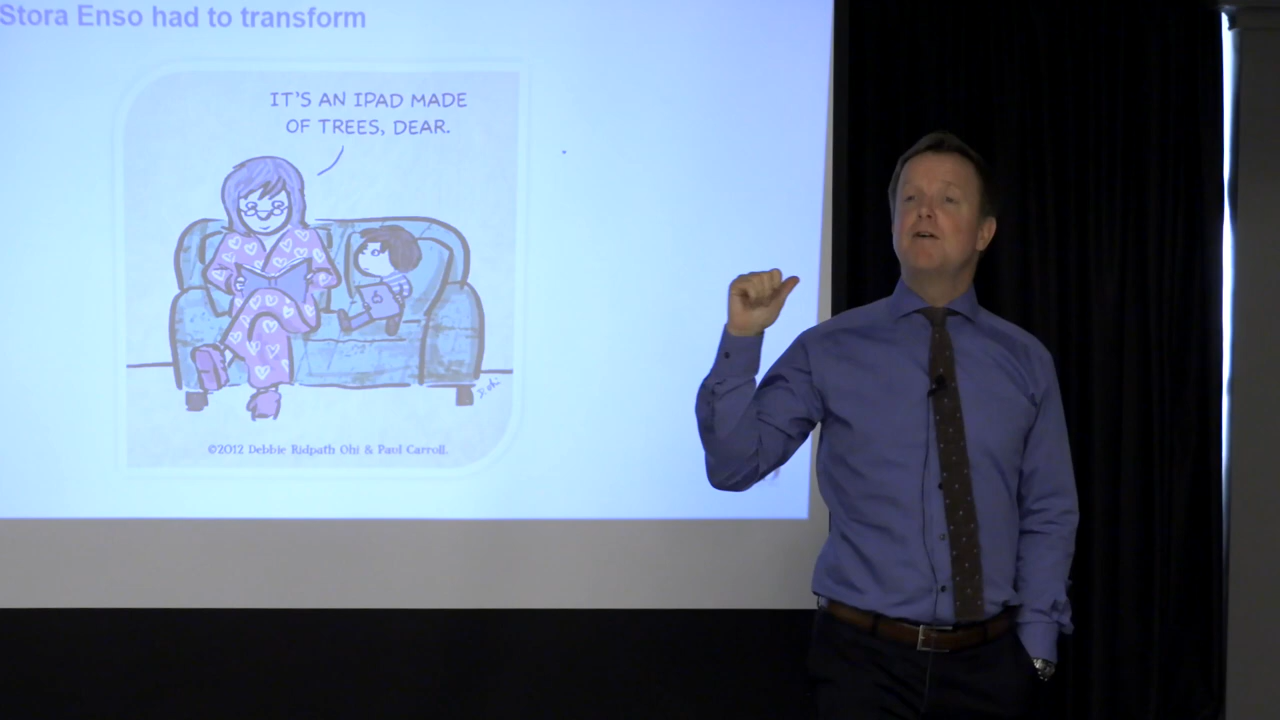 Stora Enso had to transform
IT'S AN IPAD MADE
OF TREES, DEAR.
©2012 Debbie Ridpath Ohi & Paul Carroll.